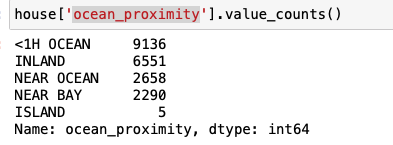 house['ocean_proximity'].value_counts()
<1H OCEAN     9136
INLAND        6551
NEAR OCEAN    2658
NEAR BAY      2290
ISLAND           5
Name: ocean_proximity, dtype: int64